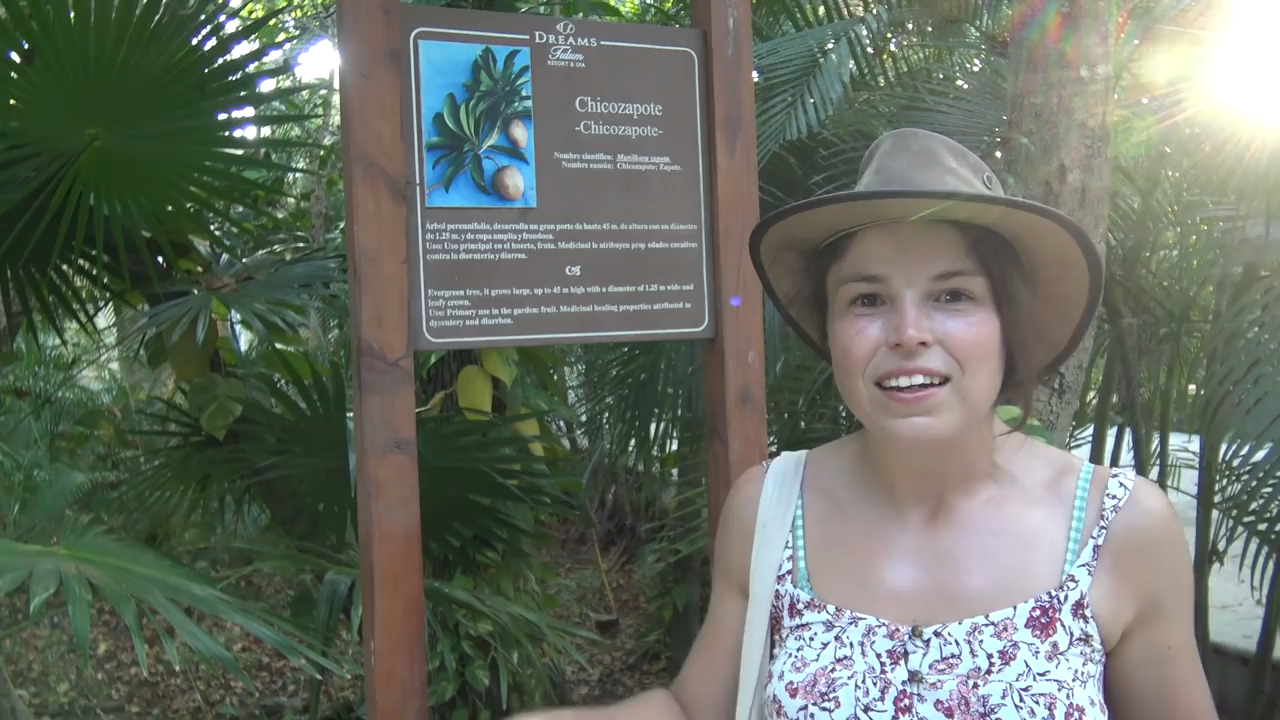 DREAMS
Tulum
RESORT & SPA
Chicozapote
-Chicozapote-
Nombre científico: Manilkara zapota.
Nombre común: Chicozapote; Zapote.
Árbol perennifolio, desarrolla un gran porte de hasta 45 m. de altura con un diámetro
de 1.25 m. y de copa amplia y frondosa.
Uso: Uso principal en el huerto, fruta. Medicinal le atribuyen prop edades curativas
contra la disentería y diarrea.
Evergreen tree, it grows large, up to 45 m high with a diameter of 1.25 m wide and
leafy crown.
Use: Primary use in the garden; fruit. Medicinal healing properties attributed to
dysentery and diarrhea.